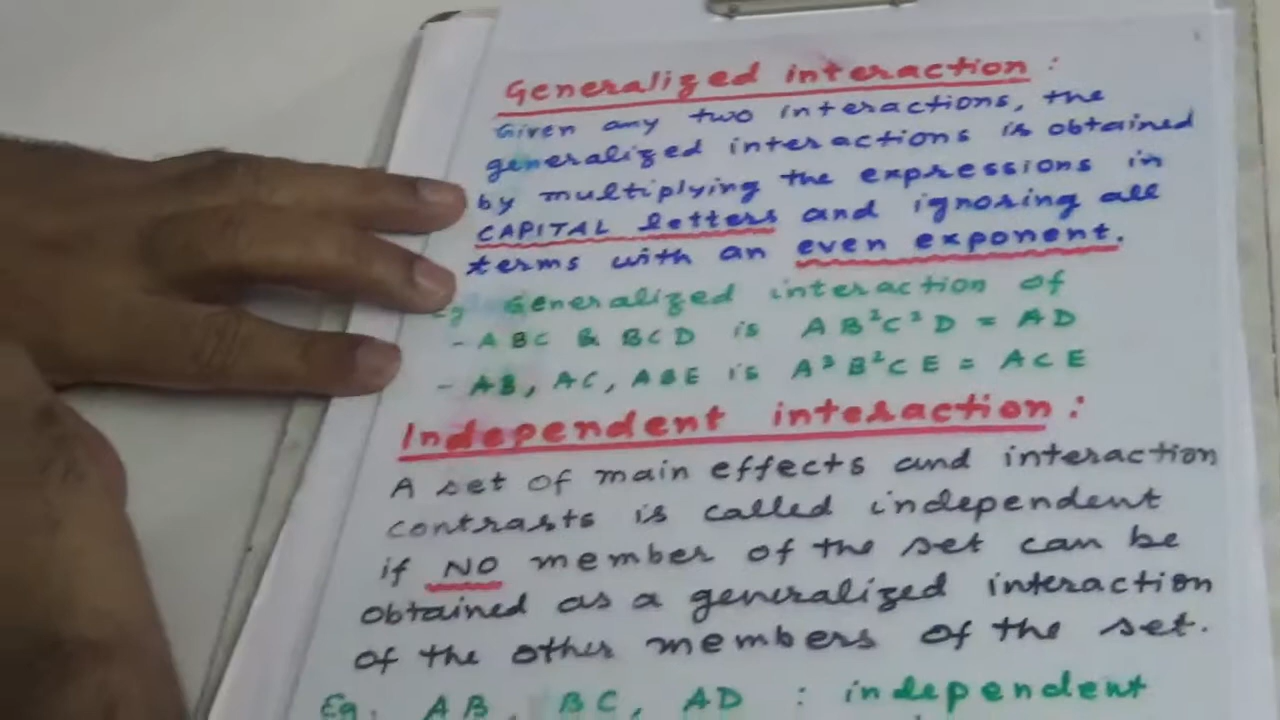 Generalized interaction :
Given any two interactions, the
generalized interactions is obtained
by multiplying the expressions in
CAPITAL letters and ignoring all
terms with an even exponent.
Eg Generalized interaction of
- ABC & BCD is AB²C²D = AD
- AB, AC, ABE is A³B²CE = ACE
Independent interaction :
A set of main effects and interaction
contrasts is called independent
if NO member of the set can be
obtained as a generalized interaction
of the other members of the set.
Eg. AB, BC, AD : independent